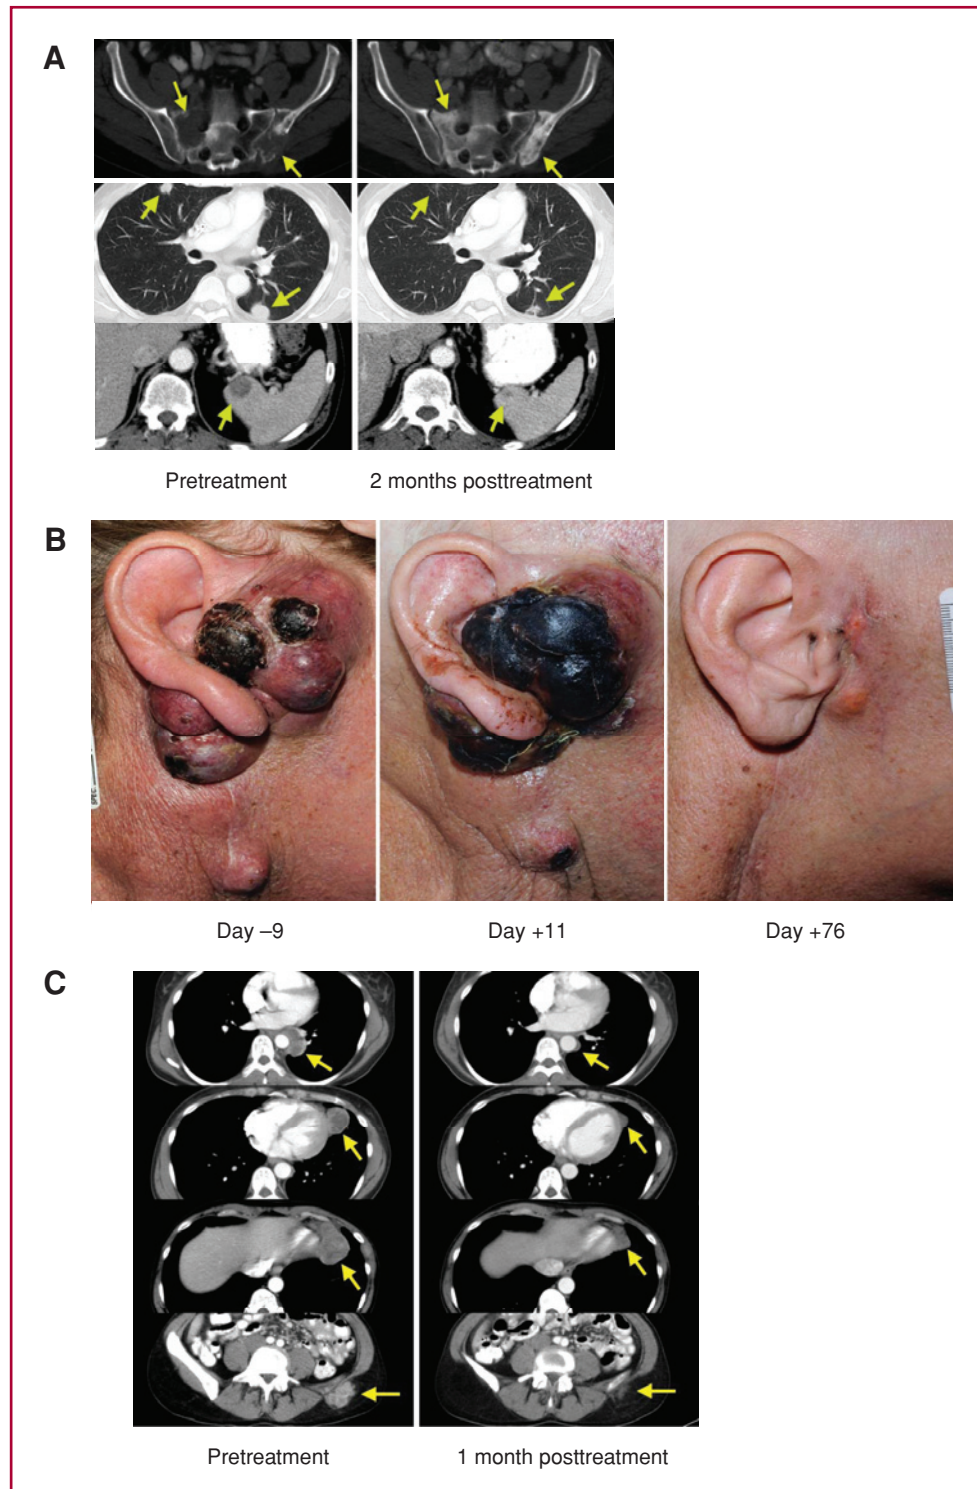 A
Pretreatment 2 months posttreatment
B
Day –9 Day +11 Day +76
C
Pretreatment 1 month posttreatment